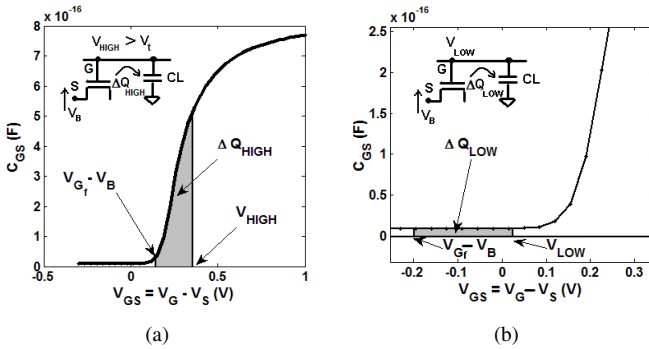 x 10^-16
8
7
6
5
4
3
2
1
0
-0.5
0
0.5
1
C_GS (F)
V_GS = V_G - V_S (V)
V_HIGH > V_t
G
S
ΔQ_HIGH
CL
V_B
Δ Q_HIGH
V_Gf - V_B
V_HIGH
(a)
x 10^-16
2.5
2
1.5
1
0.5
0
-0.2
-0.1
0
0.1
0.2
0.3
C_GS (F)
V_GS = V_G – V_S (V)
V_LOW
G
S
ΔQ_LOW
CL
V_B
Δ Q_LOW
V_Gf – V_B
V_LOW
(b)